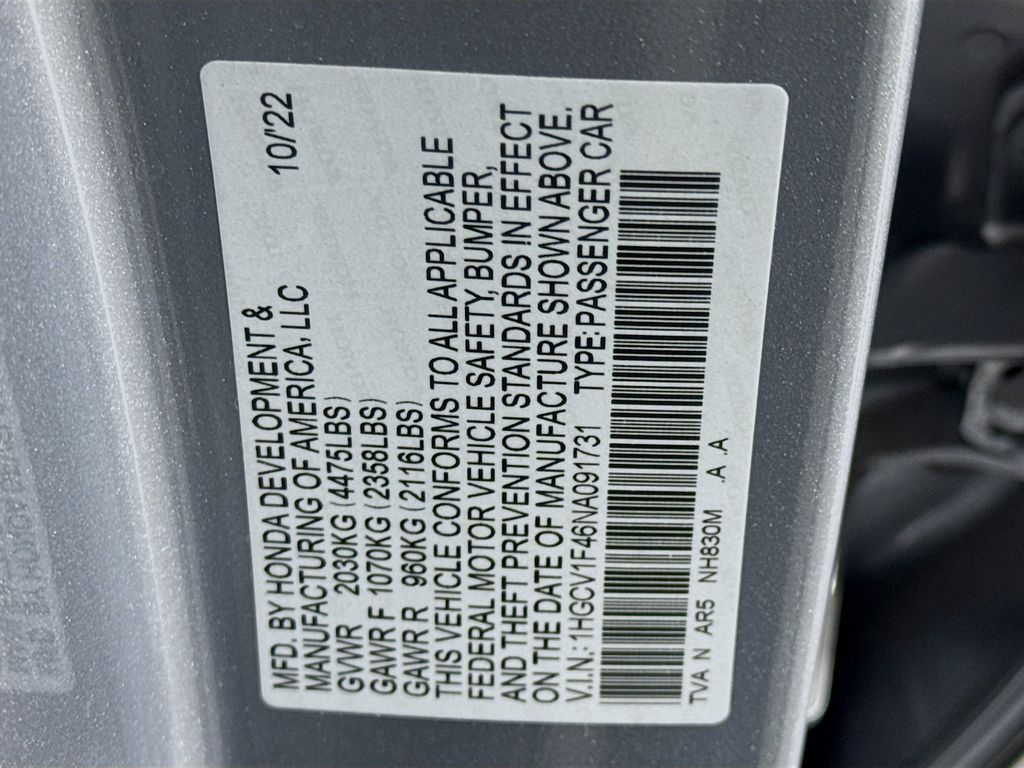 MFD. BY HONDA DEVELOPMENT & 10/'22
MANUFACTURING OF AMERICA, LLC
GVWR 2030KG (4475LBS)
GAWR F 1070KG (2358LBS)
GAWR R 960KG (2116LBS)
THIS VEHICLE CONFORMS TO ALL APPLICABLE
FEDERAL MOTOR VEHICLE SAFETY, BUMPER,
AND THEFT PREVENTION STANDARDS IN EFFECT
ON THE DATE OF MANUFACTURE SHOWN ABOVE.
V.I.N.: 1HGCV1F46NA091731 TYPE: PASSENGER CAR
TVA N AR5 NH830M .A .A